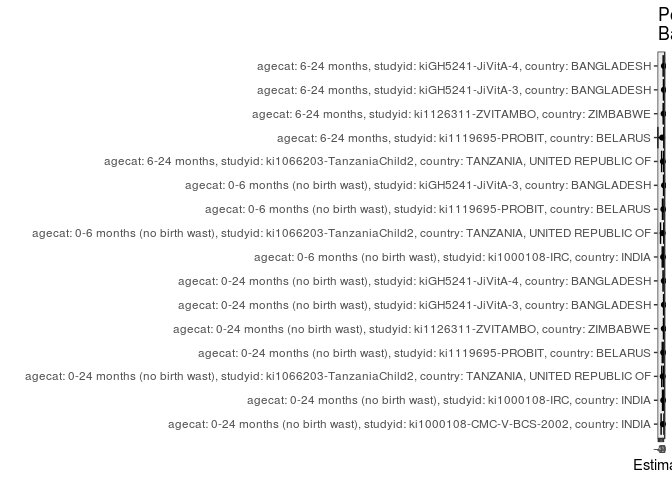 P
Ba
agecat: 6-24 months, studyid: kiGH5241-JiVitA-4, country: BANGLADESH
agecat: 6-24 months, studyid: kiGH5241-JiVitA-3, country: BANGLADESH
agecat: 6-24 months, studyid: ki1126311-ZVITAMBO, country: ZIMBABWE
agecat: 6-24 months, studyid: ki1119695-PROBIT, country: BELARUS
agecat: 6-24 months, studyid: ki1066203-TanzaniaChild2, country: TANZANIA, UNITED REPUBLIC OF
agecat: 0-6 months (no birth wast), studyid: kiGH5241-JiVitA-3, country: BANGLADESH
agecat: 0-6 months (no birth wast), studyid: ki1119695-PROBIT, country: BELARUS
agecat: 0-6 months (no birth wast), studyid: ki1066203-TanzaniaChild2, country: TANZANIA, UNITED REPUBLIC OF
agecat: 0-6 months (no birth wast), studyid: ki1000108-IRC, country: INDIA
agecat: 0-24 months (no birth wast), studyid: kiGH5241-JiVitA-4, country: BANGLADESH
agecat: 0-24 months (no birth wast), studyid: kiGH5241-JiVitA-3, country: BANGLADESH
agecat: 0-24 months (no birth wast), studyid: ki1126311-ZVITAMBO, country: ZIMBABWE
agecat: 0-24 months (no birth wast), studyid: ki1119695-PROBIT, country: BELARUS
agecat: 0-24 months (no birth wast), studyid: ki1066203-TanzaniaChild2, country: TANZANIA, UNITED REPUBLIC OF
agecat: 0-24 months (no birth wast), studyid: ki1000108-IRC, country: INDIA
agecat: 0-24 months (no birth wast), studyid: ki1000108-CMC-V-BCS-2002, country: INDIA
Estima